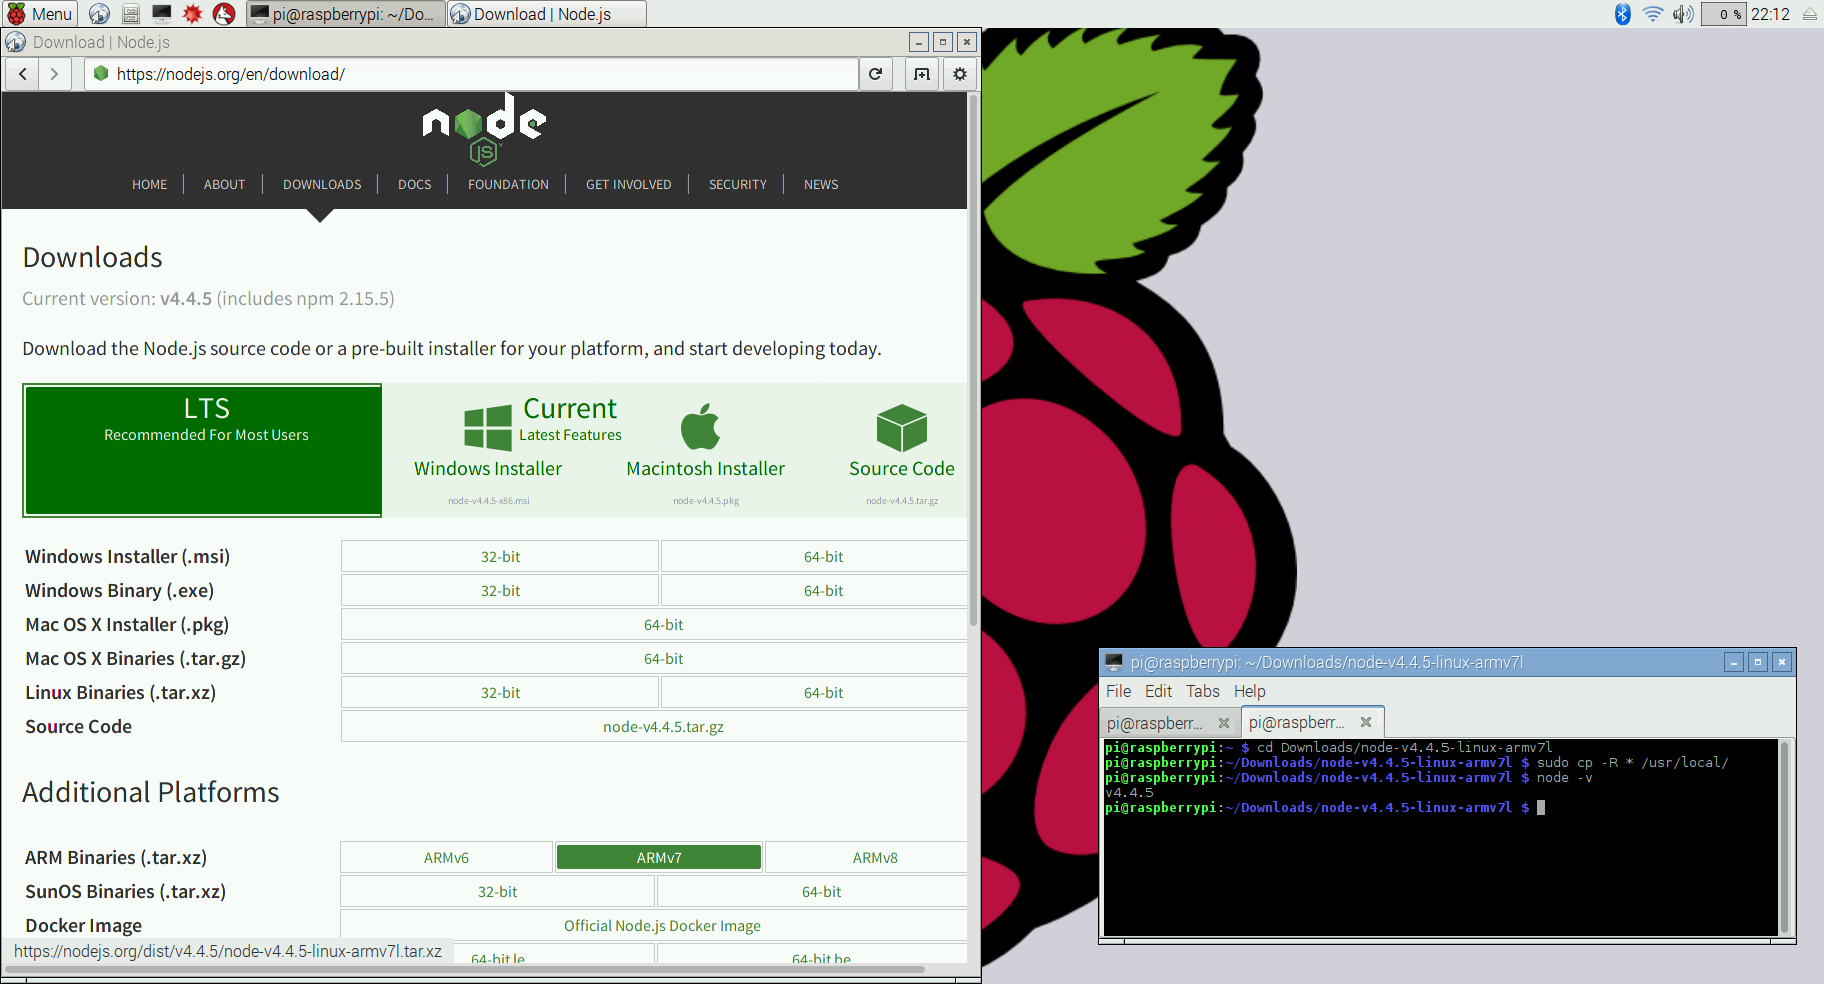 Menu pi@raspberrypi: ~/Do... Download | Node.js 0 % 22:12
Download | Node.js
https://nodejs.org/en/download/
node
JS
HOME ABOUT DOWNLOADS DOCS FOUNDATION GET INVOLVED SECURITY NEWS
Downloads
Current version: v4.4.5 (includes npm 2.15.5)
Download the Node.js source code or a pre-built installer for your platform, and start developing today.
LTS
Recommended For Most Users
Current
Latest Features
Windows Installer Macintosh Installer Source Code
node-v4.4.5-x86.msi node-v4.4.5.pkg node-v4.4.5.tar.gz
Windows Installer (.msi) 32-bit 64-bit
Windows Binary (.exe) 32-bit 64-bit
Mac OS X Installer (.pkg) 64-bit
Mac OS X Binaries (.tar.gz) 64-bit
Linux Binaries (.tar.xz) 32-bit 64-bit
Source Code node-v4.4.5.tar.gz
Additional Platforms
ARM Binaries (.tar.xz) ARMv6 ARMv7 ARMv8
SunOS Binaries (.tar.xz) 32-bit 64-bit
Docker Image Official Node.js Docker Image
https://nodejs.org/dist/v4.4.5/node-v4.4.5-linux-armv7l.tar.xz 64-bit le 64-bit be
pi@raspberrypi: ~/Downloads/node-v4.4.5-linux-armv7l
File Edit Tabs Help
pi@raspberr... pi@raspberr...
pi@raspberrypi:~ $ cd Downloads/node-v4.4.5-linux-armv7l
pi@raspberrypi:~/Downloads/node-v4.4.5-linux-armv7l $ sudo cp -R * /usr/local/
pi@raspberrypi:~/Downloads/node-v4.4.5-linux-armv7l $ node -v
v4.4.5
pi@raspberrypi:~/Downloads/node-v4.4.5-linux-armv7l $